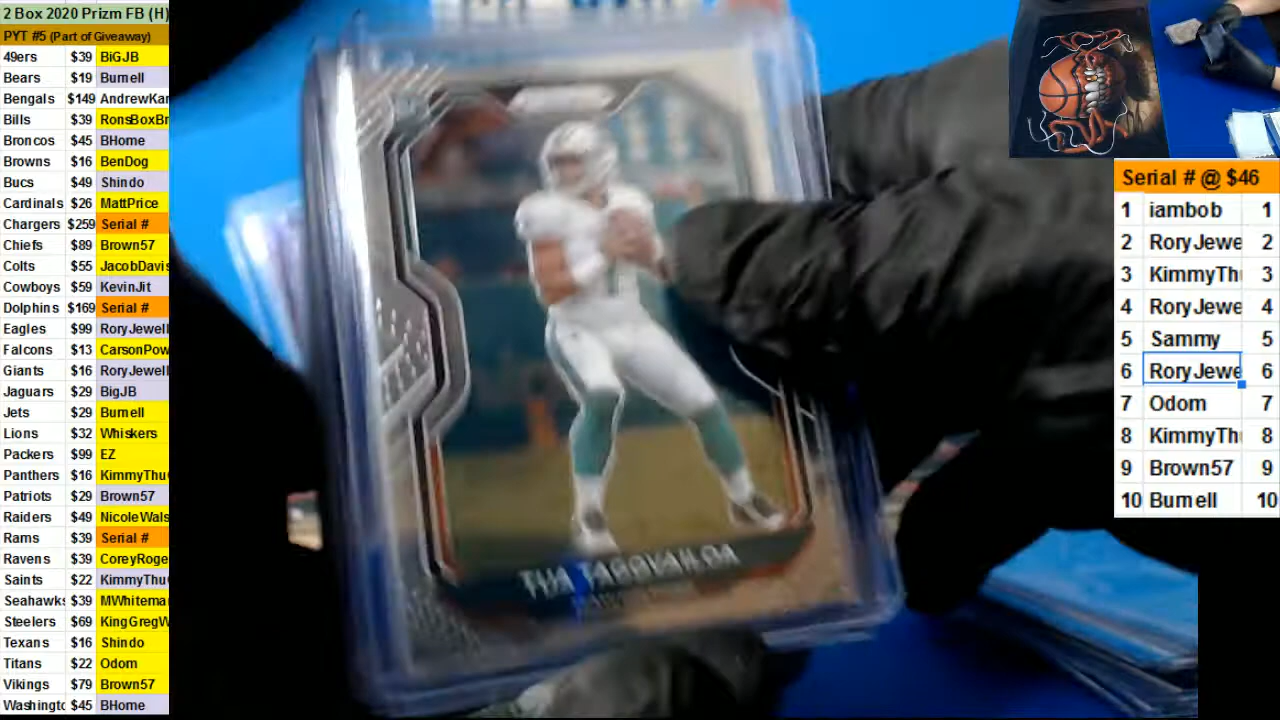 2 Box 2020 Prizm FB (H)
PYT #5 (Part of Giveaway)
49ers $39 BiGJB
Bears $19 Burnell
Bengals $149 AndrewKar
Bills $39 RonsBoxBr
Broncos $45 BHome
Browns $16 BenDog
Bucs $49 Shindo
Cardinals $26 MattPrice
Chargers $259 Serial #
Chiefs $89 Brown57
Colts $55 JacobDavis
Cowboys $59 KevinJit
Dolphins $169 Serial #
Eagles $99 RoryJewell
Falcons $13 CarsonPow
Giants $16 RoryJewell
Jaguars $29 BigJB
Jets $29 Burnell
Lions $32 Whiskers
Packers $99 EZ
Panthers $16 KimmyThu
Patriots $29 Brown57
Raiders $49 NicoleWals
Rams $39 Serial #
Ravens $39 CoreyRoge
Saints $22 KimmyThu
Seahawks $39 MWhitema
Steelers $69 KingGregW
Texans $16 Shindo
Titans $22 Odom
Vikings $79 Brown57
Washingto $45 BHome
TUA TAGOVAILOA
Serial # @ $46
1 iambob 1
2 RoryJewe 2
3 KimmyTh 3
4 RoryJewe 4
5 Sammy 5
6 RoryJewe 6
7 Odom 7
8 KimmyTh 8
9 Brown57 9
10 Burnell 10